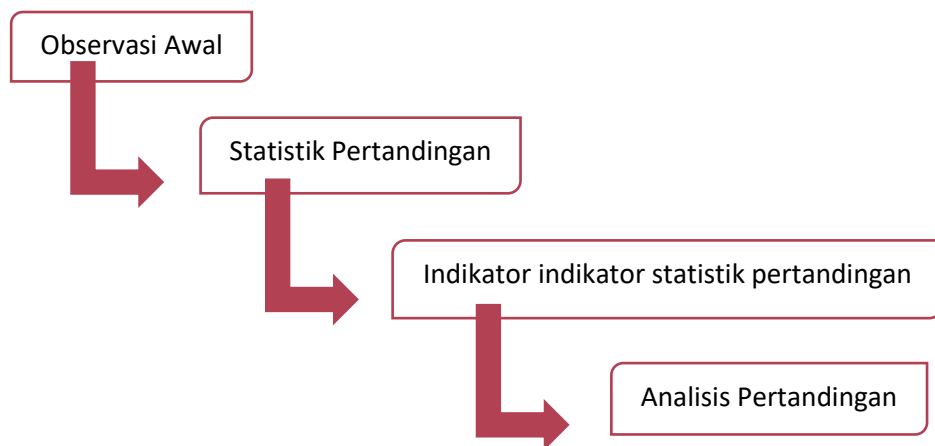 Observasi Awal
Statistik Pertandingan
Indikator indikator statistik pertandingan
Analisis Pertandingan